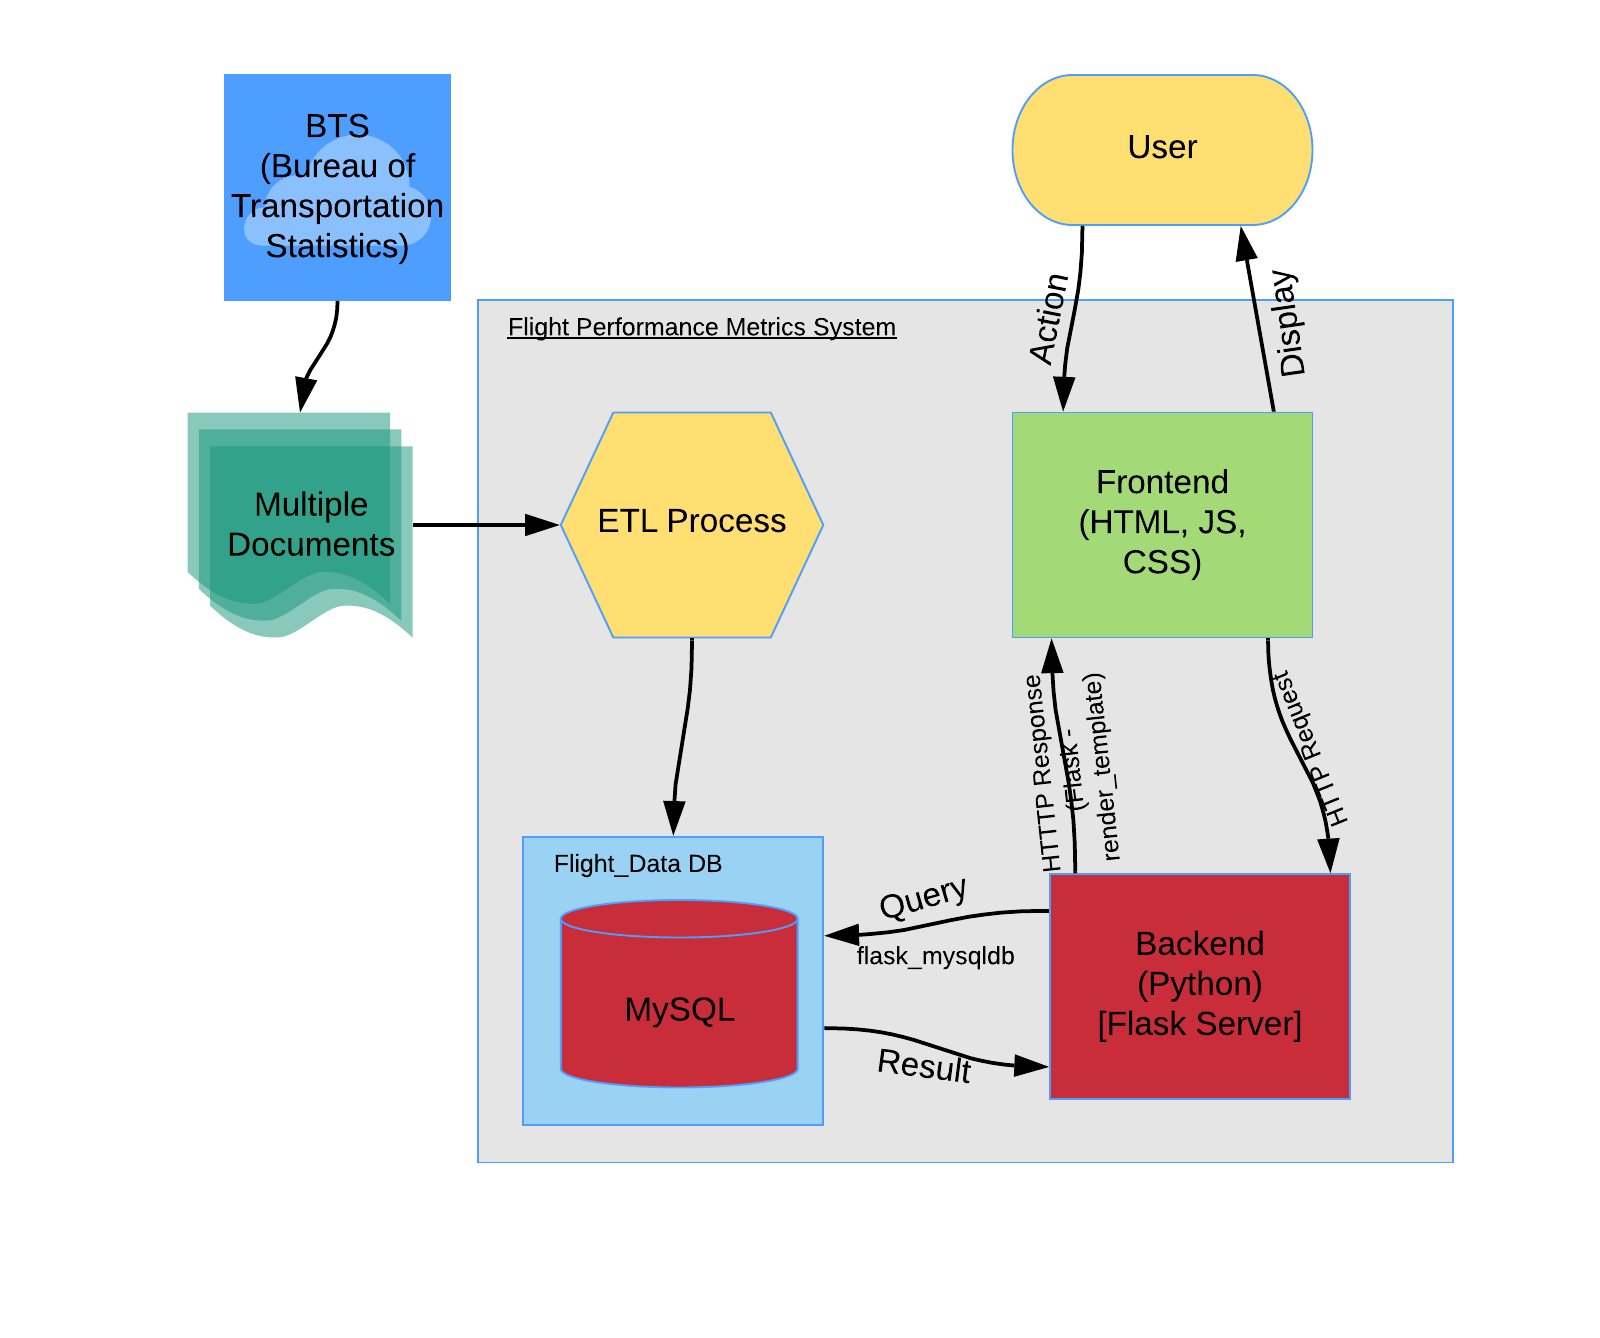 BTS
(Bureau of
Transportation
Statistics)
User
Action
Display
Flight Performance Metrics System
Multiple
Documents
ETL Process
Frontend
(HTML, JS,
CSS)
HTTTP Response
(Flask -
render_template)
HTTP Request
Flight_Data DB
MySQL
Query
flask_mysqldb
Result
Backend
(Python)
[Flask Server]